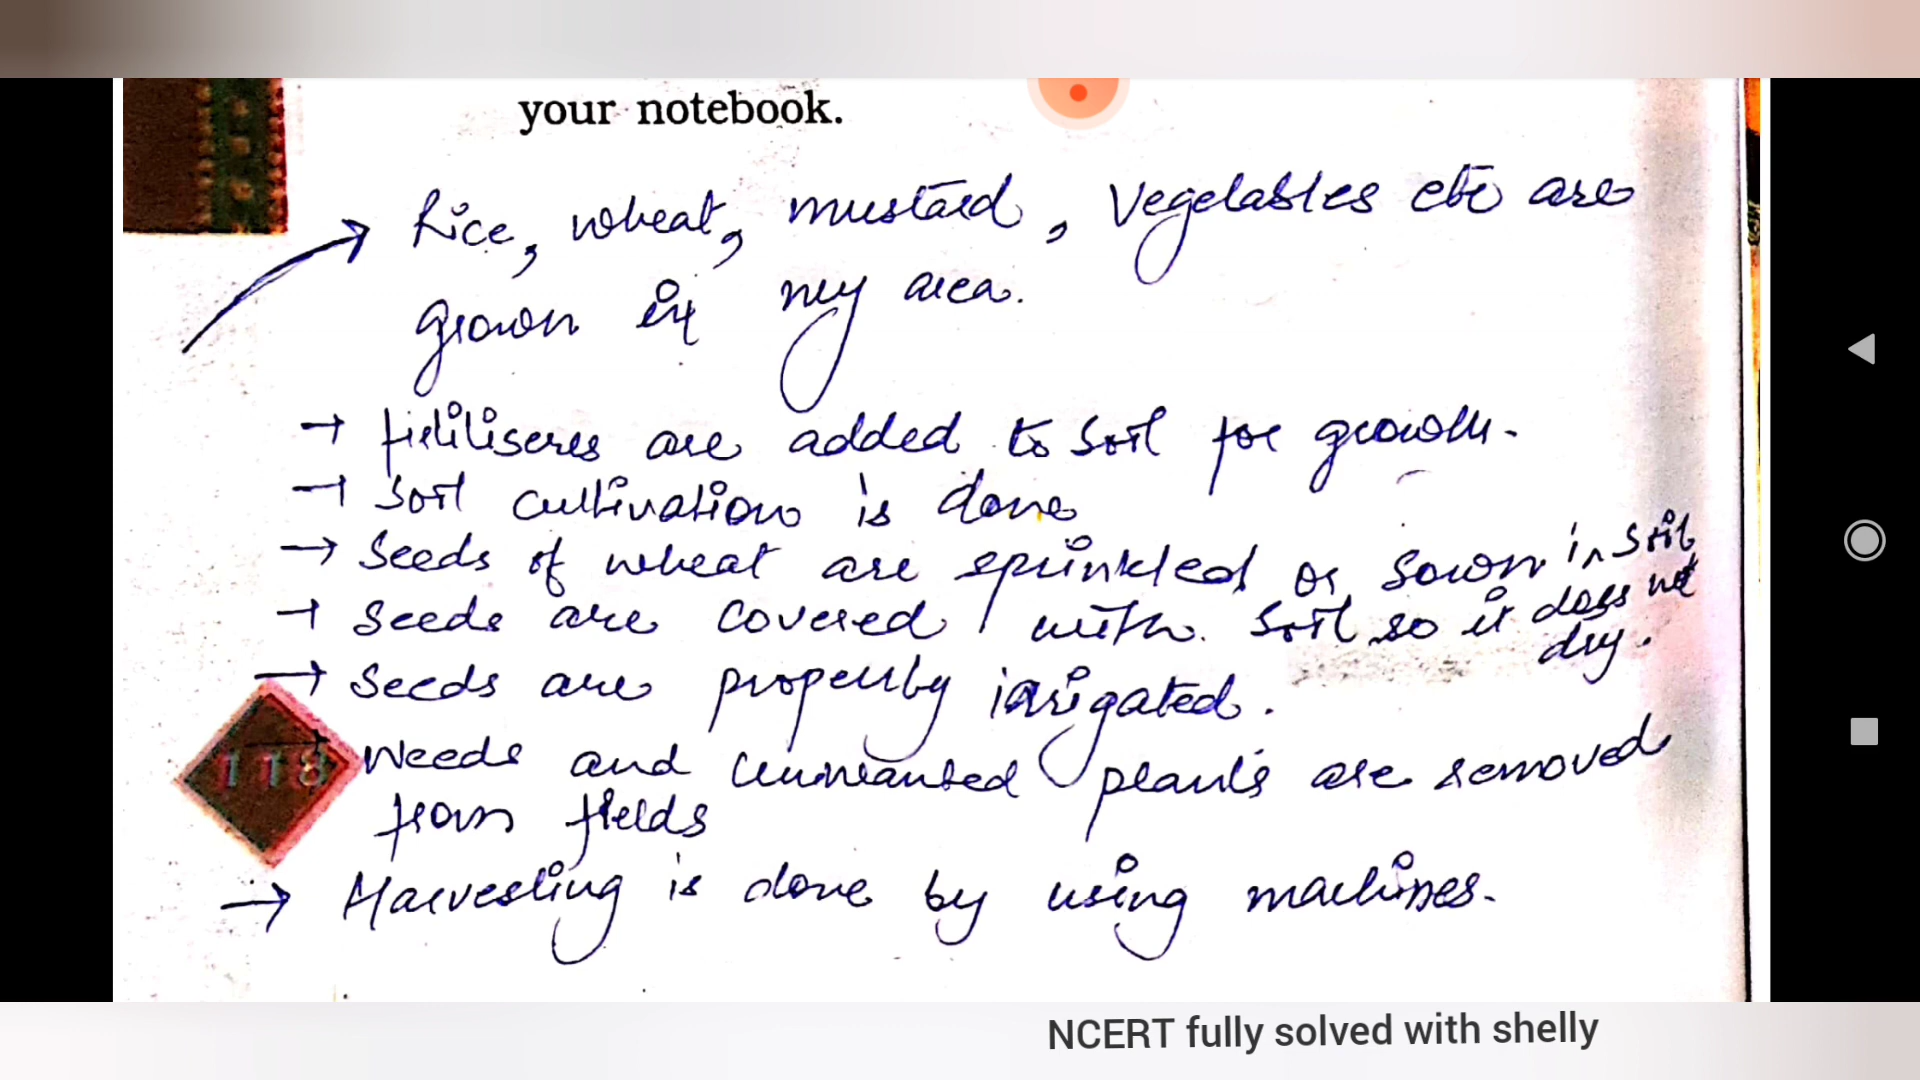 your notebook.
Rice, wheat, mustard, Vegetables etc are
grown in my area.
→ fertilisers are added to soil for growth.
→ Soil cultivation is done
→ Seeds of wheat are sprinkled or sown in soil
→ Seeds are covered with soil so it does not
dry.
→ Seeds are properly irrigated.
118
→ Weeds and unwanted plants are removed
from fields
→ Harvesting is done by using machines.
NCERT fully solved with shelly